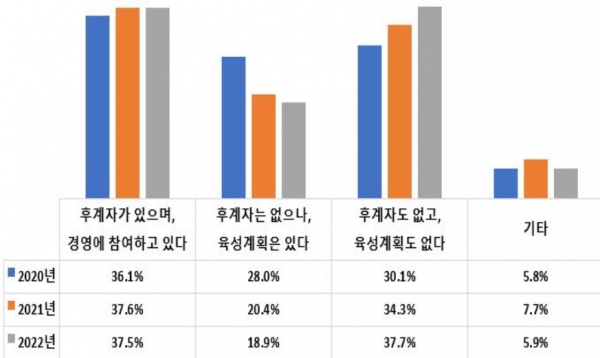 후계자가 있으며,
경영에 참여하고 있다
후계자는 없으나,
육성계획은 있다
후계자도 없고,
육성계획도 없다
기타
2020년 36.1% 28.0% 30.1% 5.8%
2021년 37.6% 20.4% 34.3% 7.7%
2022년 37.5% 18.9% 37.7% 5.9%